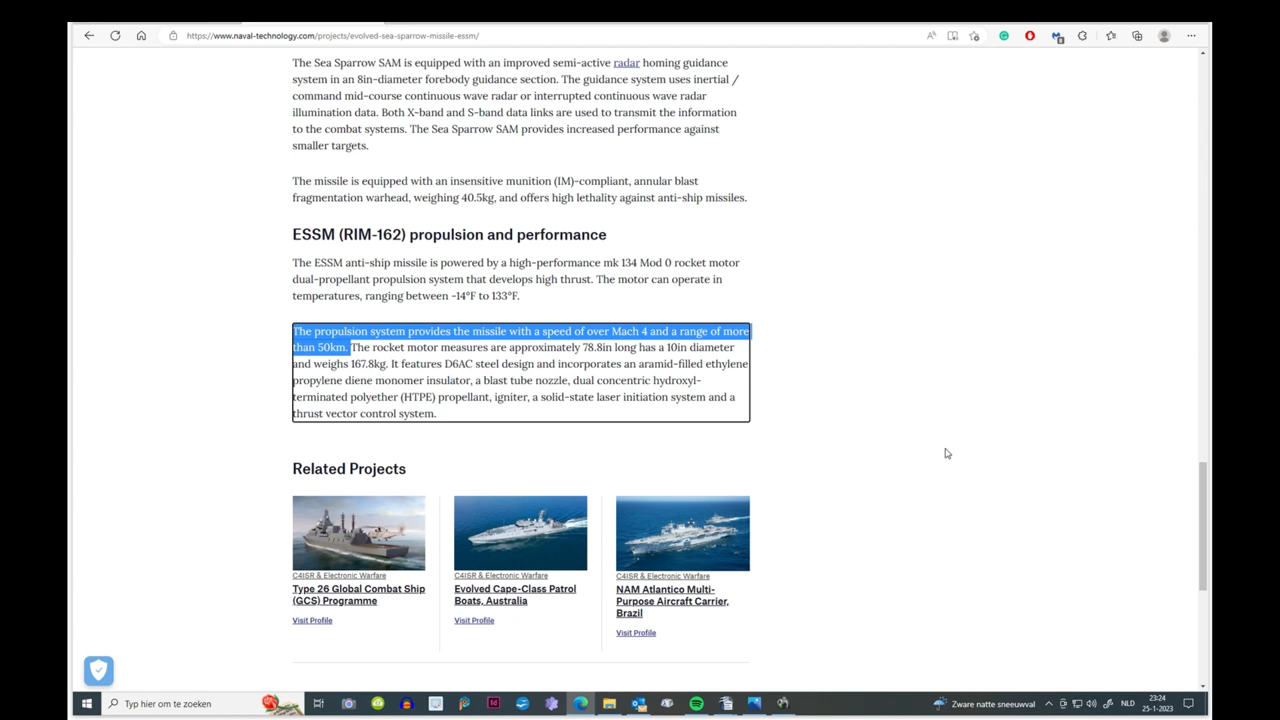 https://www.naval-technology.com/projects/evolved-sea-sparrow-missile-essm/
The Sea Sparrow SAM is equipped with an improved semi-active radar homing guidance
system in an 8in-diameter forebody guidance section. The guidance system uses inertial /
command mid-course continuous wave radar or interrupted continuous wave radar
illumination data. Both X-band and S-band data links are used to transmit the information
to the combat systems. The Sea Sparrow SAM provides increased performance against
smaller targets.
The missile is equipped with an insensitive munition (IM)-compliant, annular blast
fragmentation warhead, weighing 40.5kg, and offers high lethality against anti-ship missiles.
ESSM (RIM-162) propulsion and performance
The ESSM anti-ship missile is powered by a high-performance mk 134 Mod 0 rocket motor
dual-propellant propulsion system that develops high thrust. The motor can operate in
temperatures, ranging between -14°F to 133°F.
The propulsion system provides the missile with a speed of over Mach 4 and a range of more
than 50km. The rocket motor measures are approximately 78.8in long has a 10in diameter
and weighs 167.8kg. It features D6AC steel design and incorporates an aramid-filled ethylene
propylene diene monomer insulator, a blast tube nozzle, dual concentric hydroxyl-
terminated polyether (HTPE) propellant, igniter, a solid-state laser initiation system and a
thrust vector control system.
Related Projects
C4ISR & Electronic Warfare
Type 26 Global Combat Ship
(GCS) Programme
Visit Profile
C4ISR & Electronic Warfare
Evolved Cape-Class Patrol
Boats, Australia
Visit Profile
C4ISR & Electronic Warfare
NAM Atlantico Multi-
Purpose Aircraft Carrier,
Brazil
Visit Profile
Typ hier om te zoeken
Zware natte sneeuwval
NLD
23:24
25-1-2023